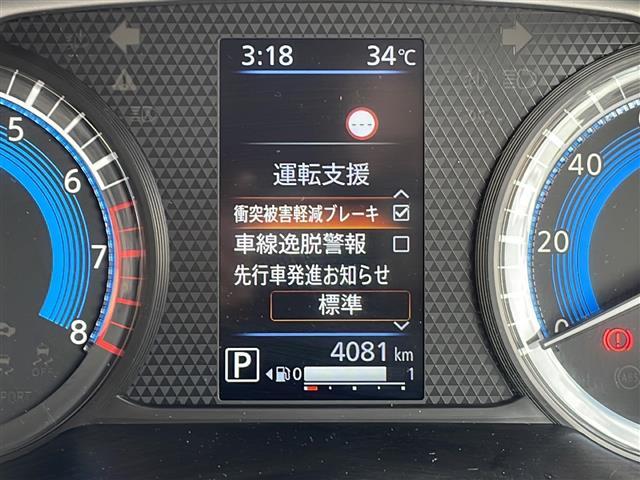 3:18 34℃
---
運転支援
衝突被害軽減ブレーキ
車線逸脱警報
先行車発進お知らせ
標準
4081 km
P
0 1
5
6
7
8
40
20
0
OFF